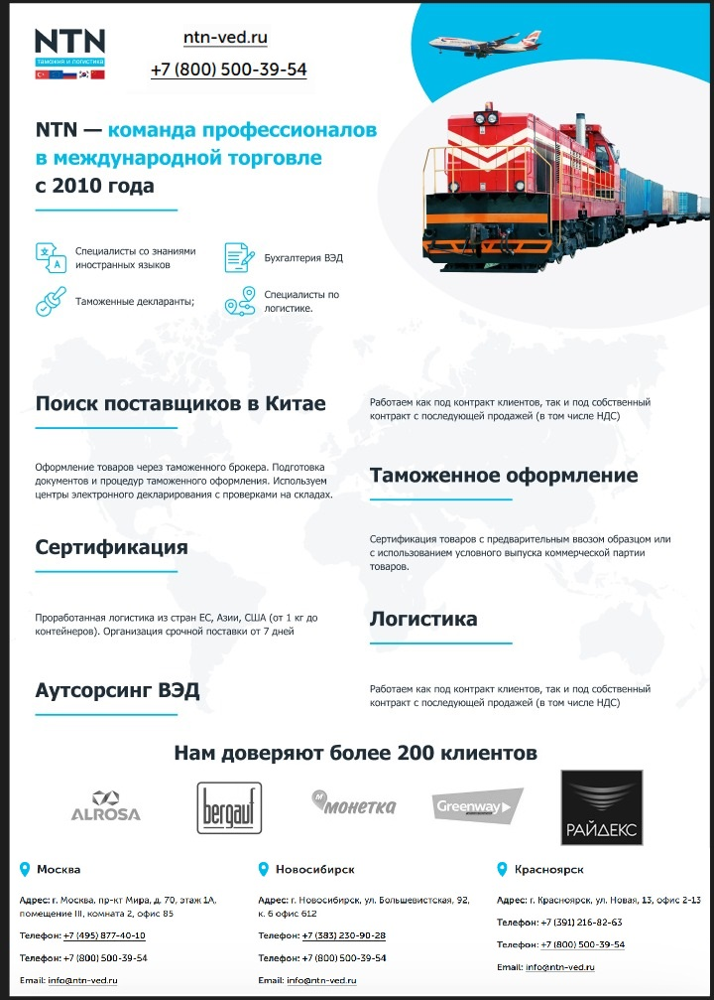 NTN
таможня и логистика
ntn-ved.ru
+7 (800) 500-39-54
NTN — команда профессионалов
в международной торговле
с 2010 года
Специалисты со знаниями
иностранных языков
Бухгалтерия ВЭД
Таможенные декларанты;
Специалисты по
логистике.
Поиск поставщиков в Китае
Работаем как под контракт клиентов, так и под собственный
контракт с последующей продажей (в том числе НДС)
Оформление товаров через таможенного брокера. Подготовка
документов и процедур таможенного оформления. Используем
центры электронного декларирования с проверками на складах.
Таможенное оформление
Сертификация
Сертификация товаров с предварительным ввозом образцом или
с использованием условного выпуска коммерческой партии
товаров.
Проработанная логистика из стран ЕС, Азии, США (от 1 кг до
контейнеров). Организация срочной поставки от 7 дней
Логистика
Аутсорсинг ВЭД
Работаем как под контракт клиентов, так и под собственный
контракт с последующей продажей (в том числе НДС)
Нам доверяют более 200 клиентов
ALROSA
bergauf
М монетка
Greenway
РАЙДЕКС
Москва
Адрес: г. Москва, пр-кт Мира, д. 70, этаж 1А,
помещение III, комната 2, офис 85
Телефон: +7 (495) 877-40-10
Телефон: +7 (800) 500-39-54
Email: info@ntn-ved.ru
Новосибирск
Адрес: г. Новосибирск, ул. Большевистская, 92,
к. 6 офис 612
Телефон: +7 (383) 230-90-28
Телефон: +7 (800) 500-39-54
Email: info@ntn-ved.ru
Красноярск
Адрес: г. Красноярск, ул. Новая, 13, офис 2-13
Телефон: +7 (391) 216-82-63
Телефон: +7 (800) 500-39-54
Email: info@ntn-ved.ru